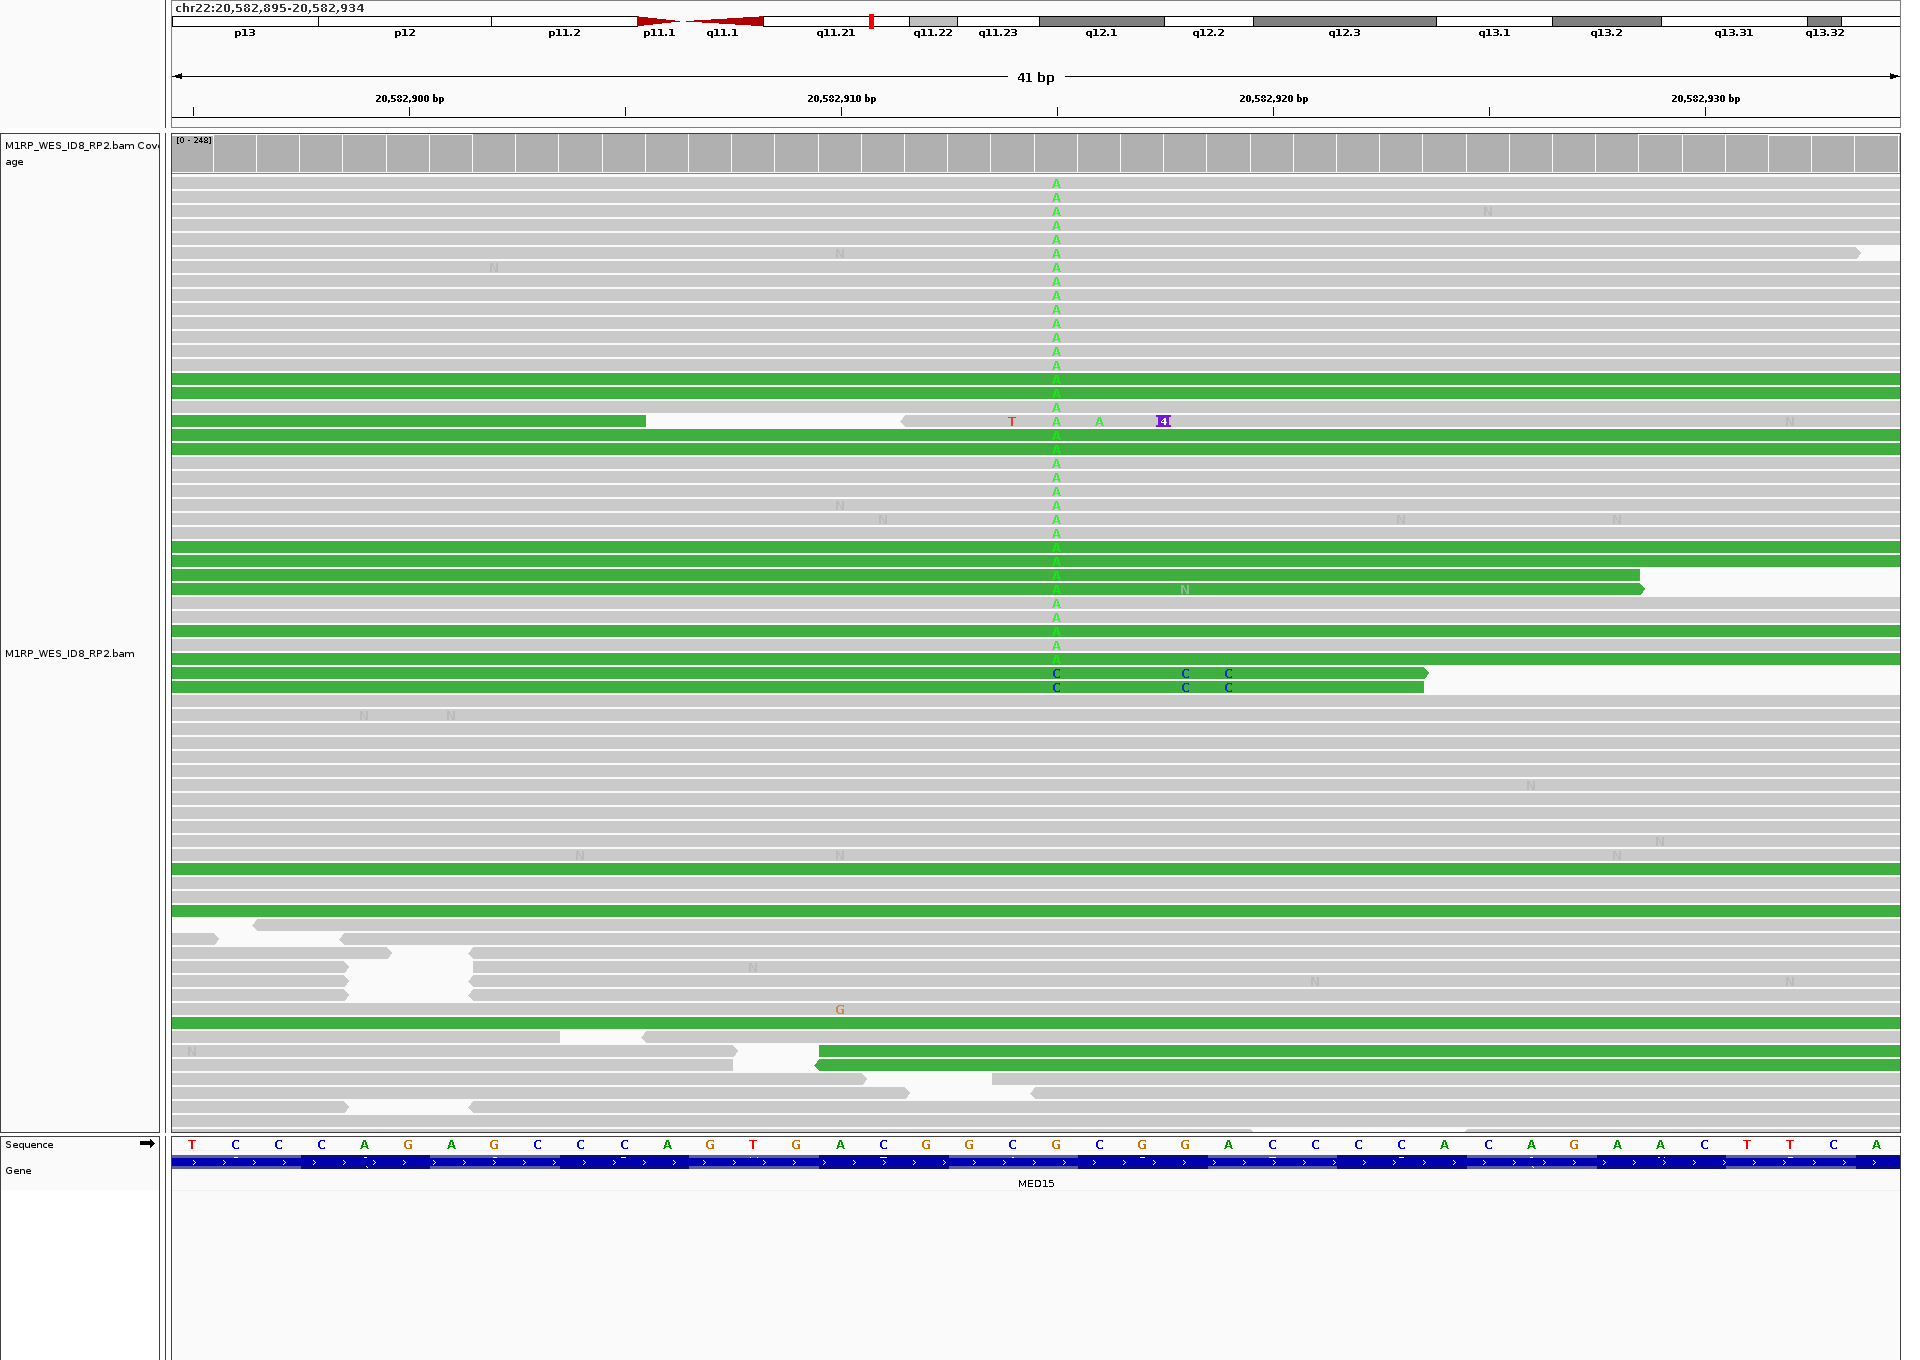 chr22:20,582,895-20,582,934
p13 p12 p11.2 p11.1 q11.1 q11.21 q11.22 q11.23 q12.1 q12.2 q12.3 q13.1 q13.2 q13.31 q13.32
41 bp
20,582,900 bp 20,582,910 bp 20,582,920 bp 20,582,930 bp
M1RP_WES_ID8_RP2.bam Cov
age
[0 - 248]
A
A
A N
A
A
N A
N A
A
A
A
A
A
A
A
A
A
A
T A A 4 N
A
A
A
A
A
N A
N A N N
A
A
A
A
A N
A
A
A
A
M1RP_WES_ID8_RP2.bam
A
C C C
C C C
N N
N
N
N N N
N
N N
G
N
Sequence
T C C C A G A G C C C A G T G A C G G C G C G G A C C C C A C A G A A C T T C A
Gene
MED15